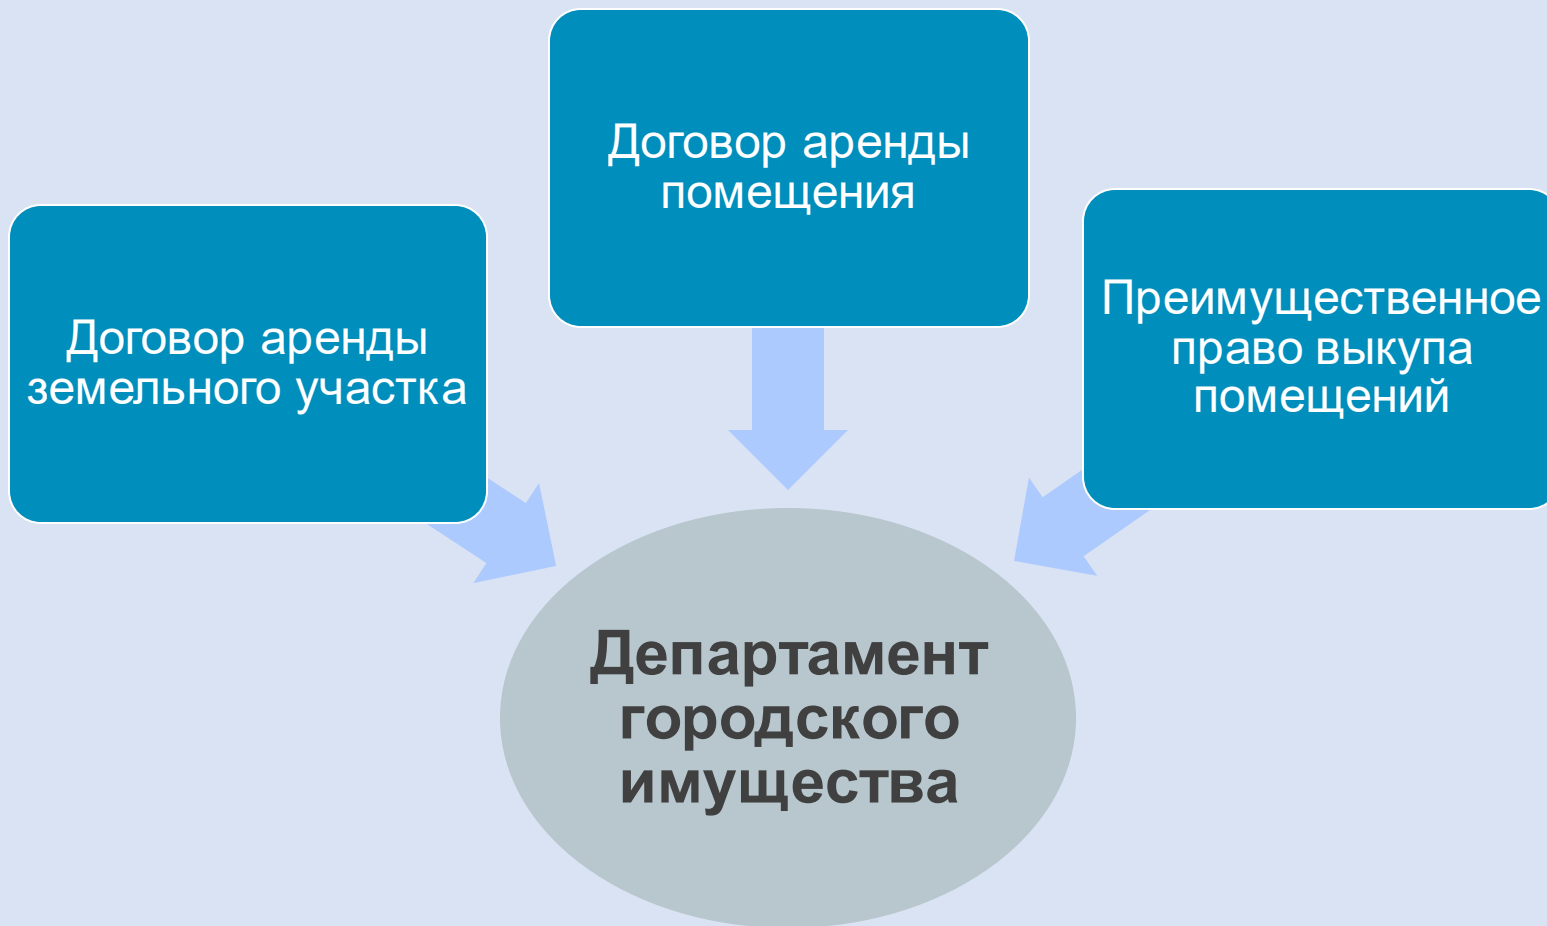 Договор аренды
помещения
Договор аренды
земельного участка
Преимущественное
право выкупа
помещений
Департамент
городского
имущества